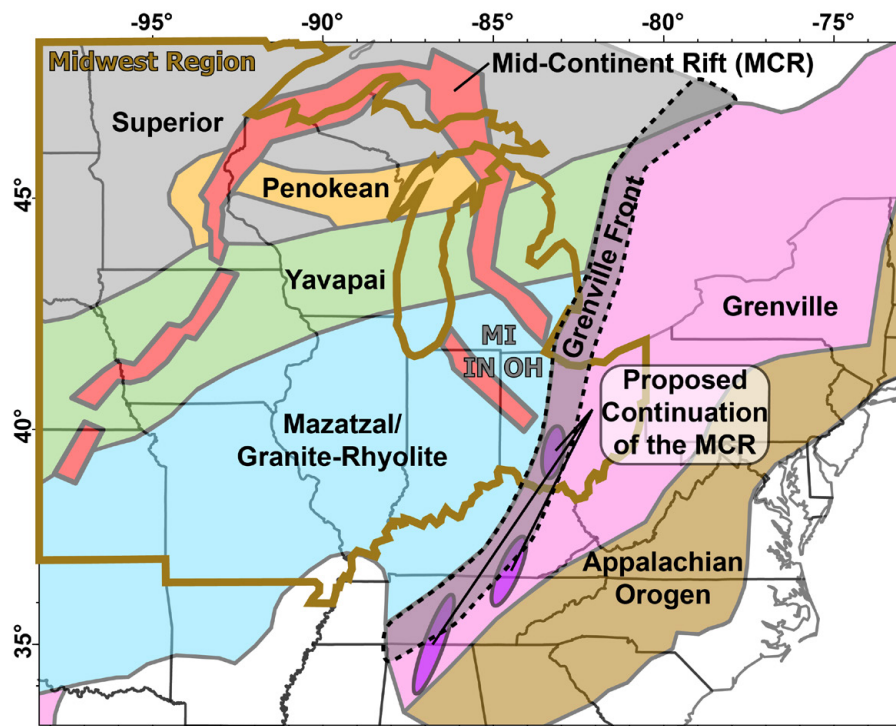 -95° -90° -85° -80° -75°
Midwest Region
Mid-Continent Rift (MCR)
Superior
45°
Penokean
Grenville Front
Yavapai
Grenville
MI
IN OH
Proposed
Continuation
of the MCR
40°
Mazatzal/
Granite-Rhyolite
Appalachian
Orogen
35°